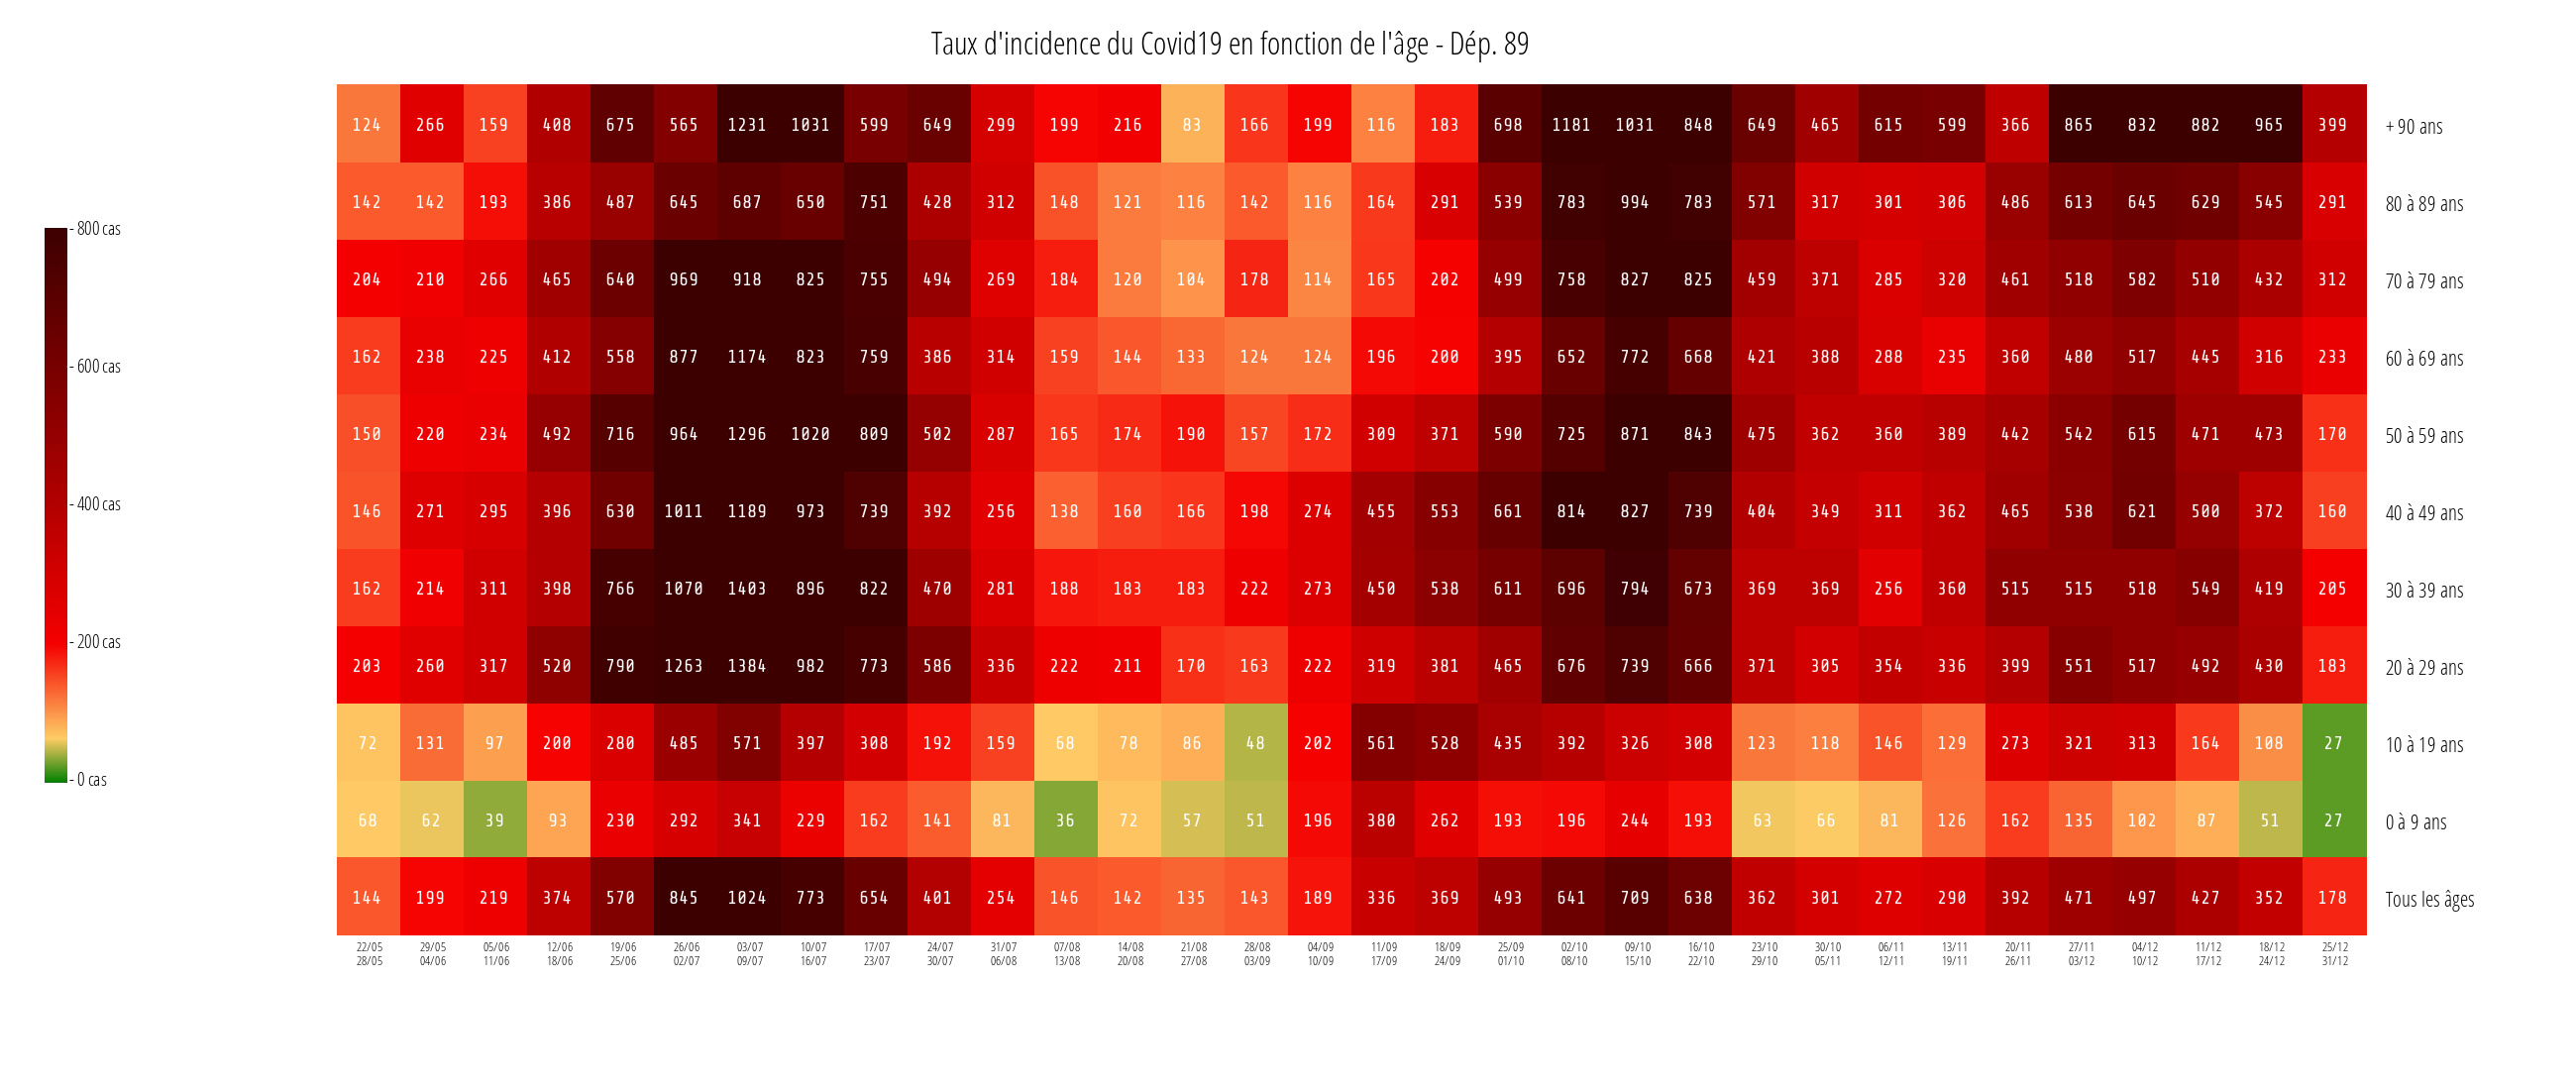 Taux d'incidence du Covid19 en fonction de l'âge - Dép. 89
- 800 cas
- 600 cas
- 400 cas
- 200 cas
- 0 cas
124 266 159 408 675 565 1231 1031 599 649 299 199 216 83 166 199 116 183 698 1181 1031 848 649 465 615 599 366 865 832 882 965 399 + 90 ans
142 142 193 386 487 645 687 650 751 428 312 148 121 116 142 116 164 291 539 783 994 783 571 317 301 306 486 613 645 629 545 291 80 à 89 ans
204 210 266 465 640 969 918 825 755 494 269 184 120 104 178 114 165 202 499 758 827 825 459 371 285 320 461 518 582 510 432 312 70 à 79 ans
162 238 225 412 558 877 1174 823 759 386 314 159 144 133 124 124 196 200 395 652 772 668 421 388 288 235 360 480 517 445 316 233 60 à 69 ans
150 220 234 492 716 964 1296 1020 809 502 287 165 174 190 157 172 309 371 590 725 871 843 475 362 360 389 442 542 615 471 473 170 50 à 59 ans
146 271 295 396 630 1011 1189 973 739 392 256 138 160 166 198 274 455 553 661 814 827 739 404 349 311 362 465 538 621 500 372 160 40 à 49 ans
162 214 311 398 766 1070 1403 896 822 470 281 188 183 183 222 273 450 538 611 696 794 673 369 369 256 360 515 515 518 549 419 205 30 à 39 ans
203 260 317 520 790 1263 1384 982 773 586 336 222 211 170 163 222 319 381 465 676 739 666 371 305 354 336 399 551 517 492 430 183 20 à 29 ans
72 131 97 200 280 485 571 397 308 192 159 68 78 86 48 202 561 528 435 392 326 308 123 118 146 129 273 321 313 164 108 27 10 à 19 ans
68 62 39 93 230 292 341 229 162 141 81 36 72 57 51 196 380 262 193 196 244 193 63 66 81 126 162 135 102 87 51 27 0 à 9 ans
144 199 219 374 570 845 1024 773 654 401 254 146 142 135 143 189 336 369 493 641 709 638 362 301 272 290 392 471 497 427 352 178 Tous les âges
22/05 29/05 05/06 12/06 19/06 26/06 03/07 10/07 17/07 24/07 31/07 07/08 14/08 21/08 28/08 04/09 11/09 18/09 25/09 02/10 09/10 16/10 23/10 30/10 06/11 13/11 20/11 27/11 04/12 11/12 18/12 25/12
28/05 04/06 11/06 18/06 25/06 02/07 09/07 16/07 23/07 30/07 06/08 13/08 20/08 27/08 03/09 10/09 17/09 24/09 01/10 08/10 15/10 22/10 29/10 05/11 12/11 19/11 26/11 03/12 10/12 17/12 24/12 31/12